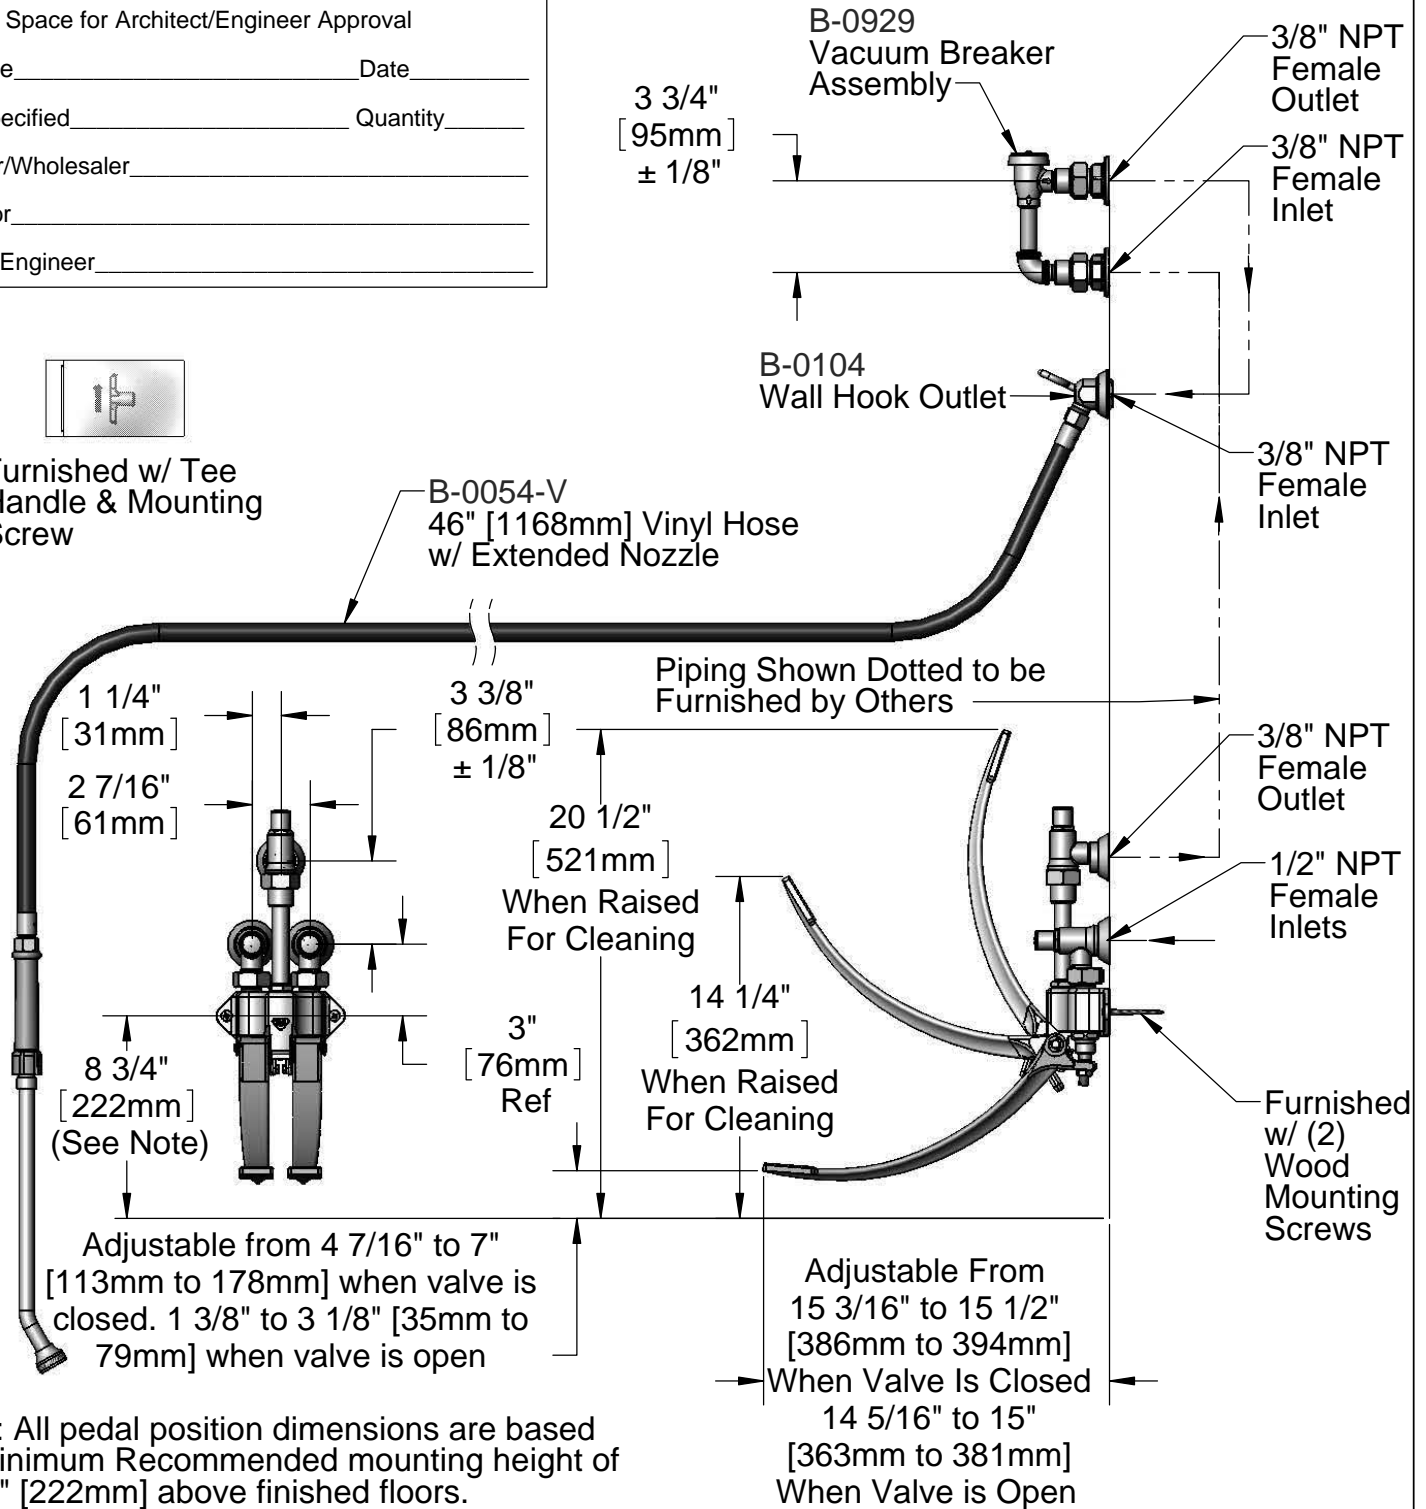 Space for Architect/Engineer Approval
e Date
ecified Quantity
r/Wholesaler
or
Engineer
B-0929
Vacuum Breaker
Assembly
3 3/4"
[95mm]
± 1/8"
3/8" NPT
Female
Outlet
3/8" NPT
Female
Inlet
B-0104
Wall Hook Outlet
3/8" NPT
Female
Inlet
urnished w/ Tee
Handle & Mounting
Screw
B-0054-V
46" [1168mm] Vinyl Hose
w/ Extended Nozzle
Piping Shown Dotted to be
Furnished by Others
1 1/4"
[31mm]
2 7/16"
[61mm]
3 3/8"
[86mm]
± 1/8"
20 1/2"
[521mm]
When Raised
For Cleaning
3/8" NPT
Female
Outlet
1/2" NPT
Female
Inlets
14 1/4"
[362mm]
When Raised
For Cleaning
3"
[76mm]
Ref
8 3/4"
[222mm]
(See Note)
Furnished
w/ (2)
Wood
Mounting
Screws
Adjustable from 4 7/16" to 7"
[113mm to 178mm] when valve is
closed. 1 3/8" to 3 1/8" [35mm to
79mm] when valve is open
Adjustable From
15 3/16" to 15 1/2"
[386mm to 394mm]
When Valve Is Closed
14 5/16" to 15"
[363mm to 381mm]
When Valve is Open
: All pedal position dimensions are based
inimum Recommended mounting height of
" [222mm] above finished floors.